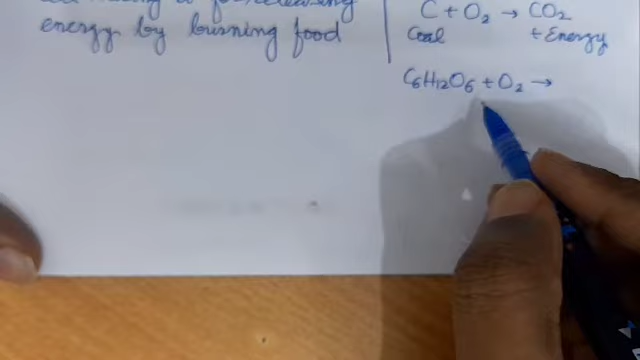 energy by burning food
C + O₂ → CO₂
Coal + Energy
C₆H₁₂O₆ + O₂ →